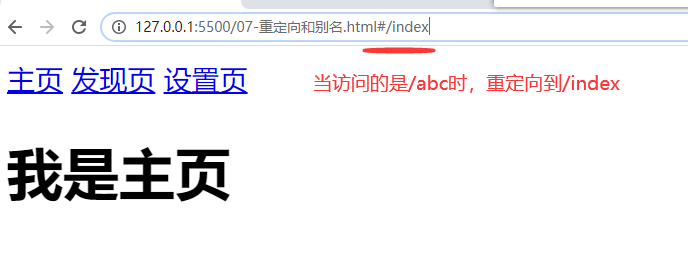 127.0.0.1:5500/07-重定向和别名.html#/index
主页 发现页 设置页
当访问的是/abc时，重定向到/index
我是主页